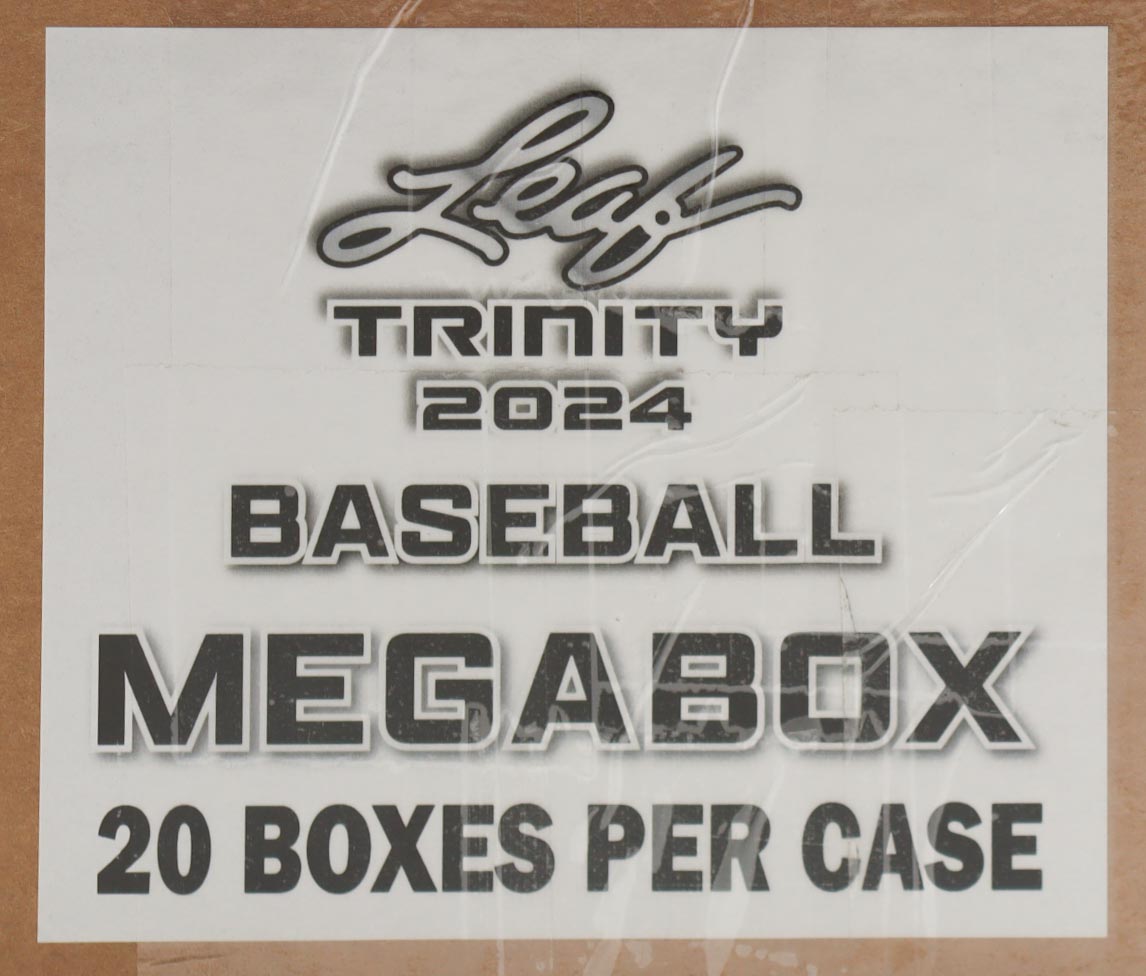 Leaf
TRINITY
2024
BASEBALL
MEGABOX
20 BOXES PER CASE